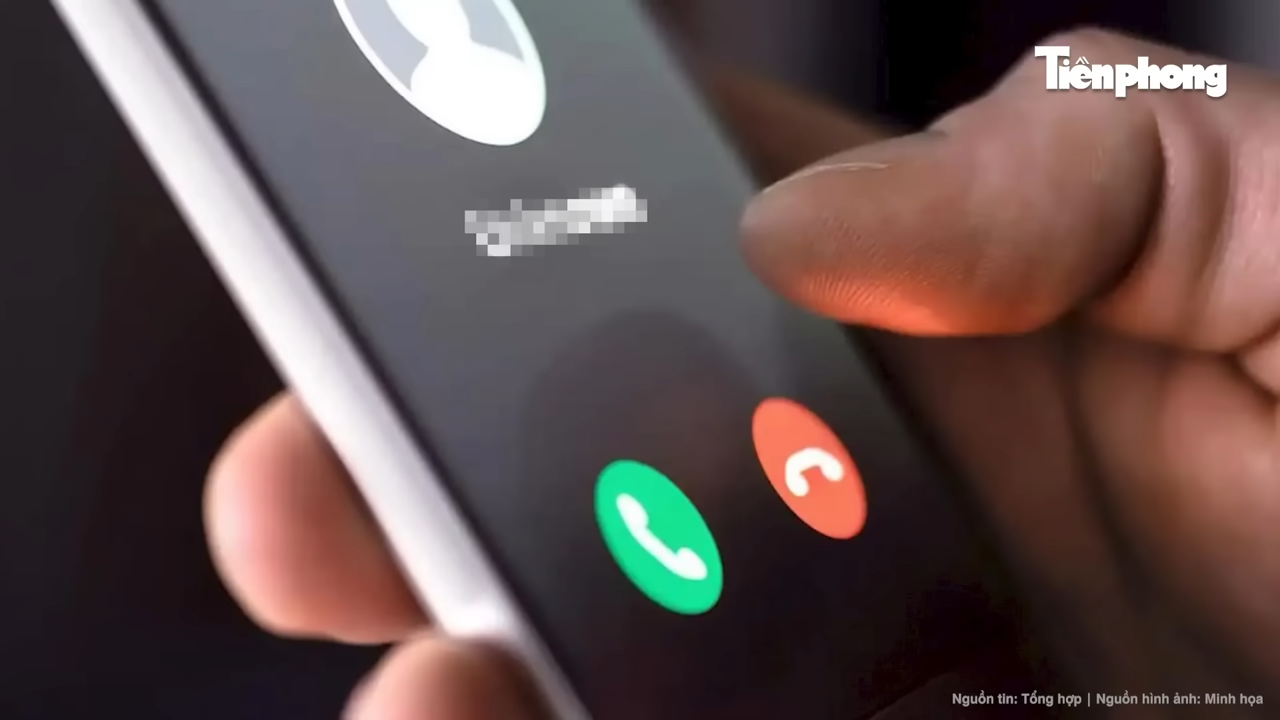 Tiền phong
Nguồn tin: Tổng hợp | Nguồn hình ảnh: Minh họa